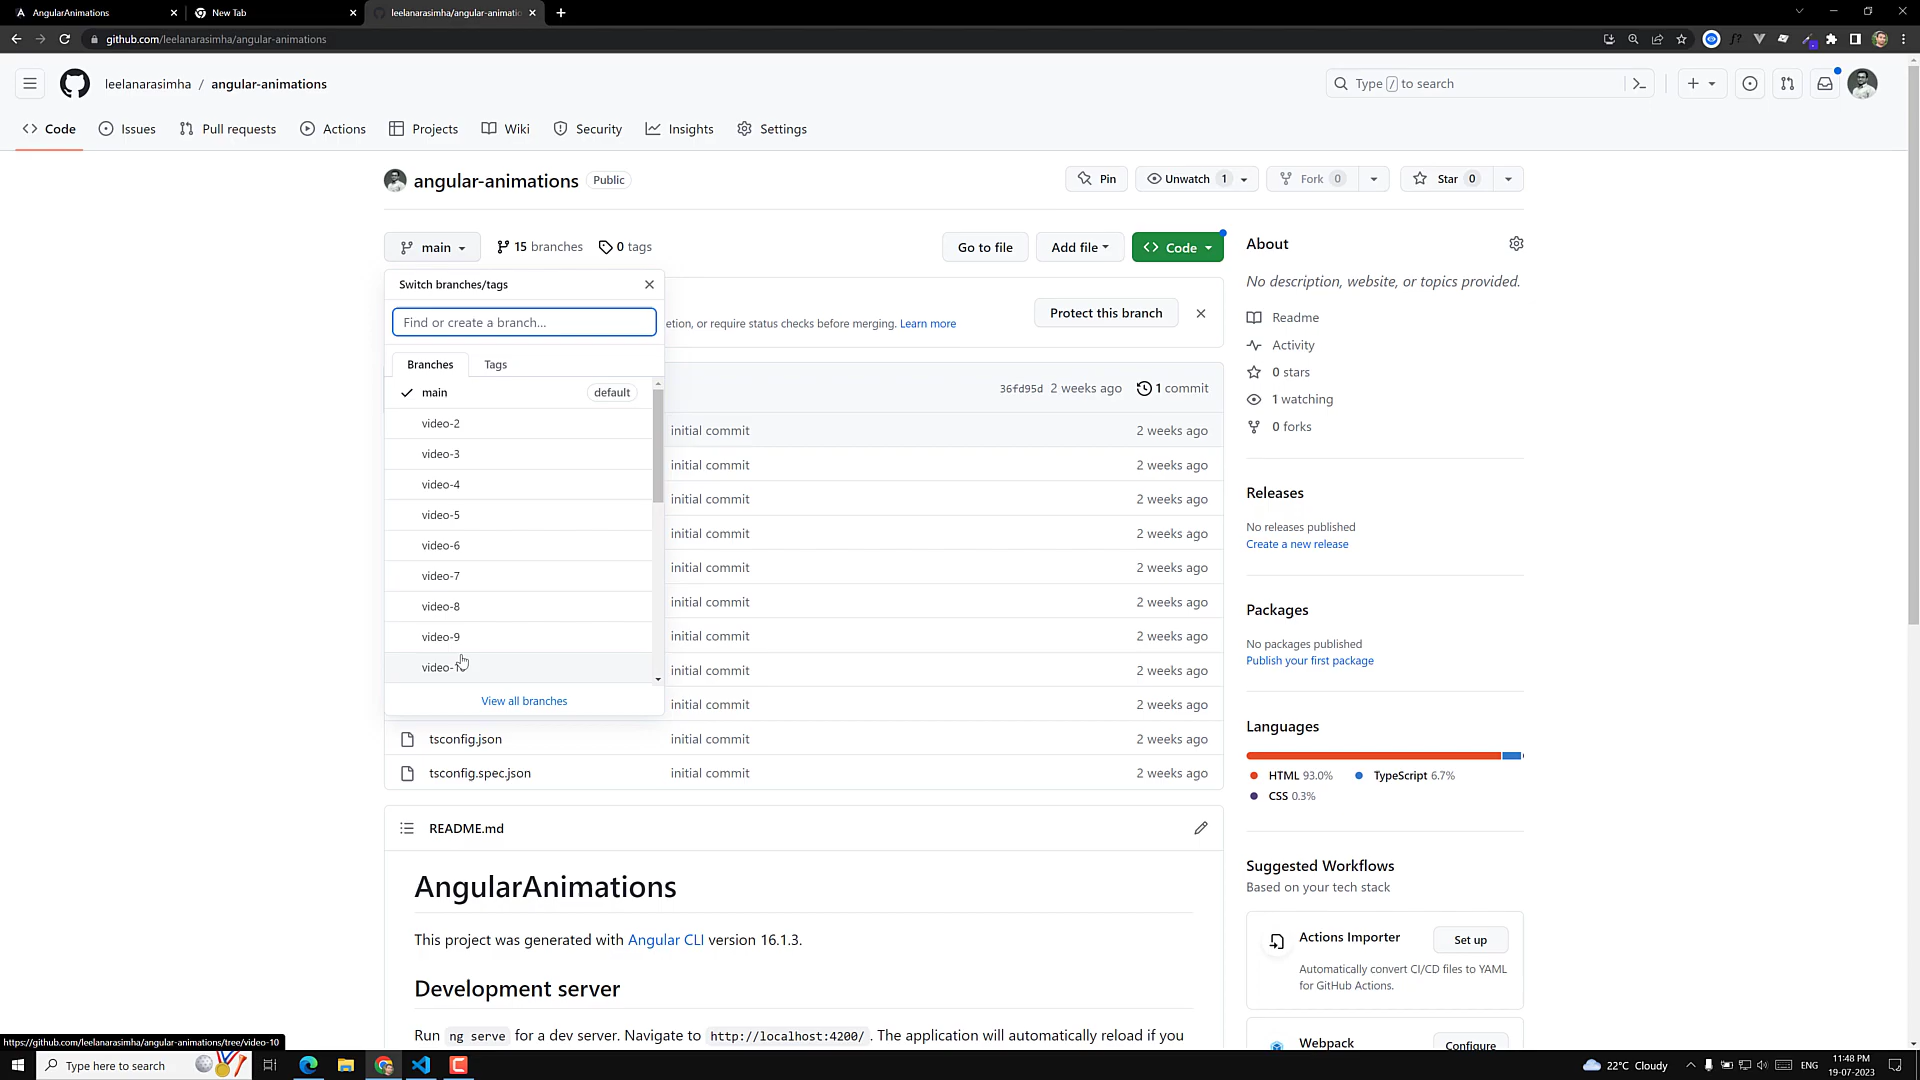 AngularAnimations
New Tab
leelanarasimha/angular-animatio
github.com/leelanarasimha/angular-animations
leelanarasimha / angular-animations
Type / to search
Code
Issues
Pull requests
Actions
Projects
Wiki
Security
Insights
Settings
angular-animations
Public
Pin
Unwatch 1
Fork 0
Star 0
main
15 branches
0 tags
Go to file
Add file
Code
Switch branches/tags
Find or create a branch...
Branches
Tags
main default
video-2
video-3
video-4
video-5
video-6
video-7
video-8
video-9
View all branches
etion, or require status checks before merging. Learn more
Protect this branch
36fd95d 2 weeks ago
1 commit
initial commit 2 weeks ago
initial commit 2 weeks ago
initial commit 2 weeks ago
initial commit 2 weeks ago
initial commit 2 weeks ago
initial commit 2 weeks ago
initial commit 2 weeks ago
initial commit 2 weeks ago
initial commit 2 weeks ago
tsconfig.json initial commit 2 weeks ago
tsconfig.spec.json initial commit 2 weeks ago
README.md
AngularAnimations
This project was generated with Angular CLI version 16.1.3.
Development server
Run ng serve for a dev server. Navigate to http://localhost:4200/ . The application will automatically reload if you
About
No description, website, or topics provided.
Readme
Activity
0 stars
1 watching
0 forks
Releases
No releases published
Create a new release
Packages
No packages published
Publish your first package
Languages
HTML 93.0%
TypeScript 6.7%
CSS 0.3%
Suggested Workflows
Based on your tech stack
Actions Importer
Set up
Automatically convert CI/CD files to YAML
for GitHub Actions.
Webpack
Configure
https://github.com/leelanarasimha/angular-animations/tree/video-10
Type here to search
22°C Cloudy
ENG
11:48 PM
19-07-2023